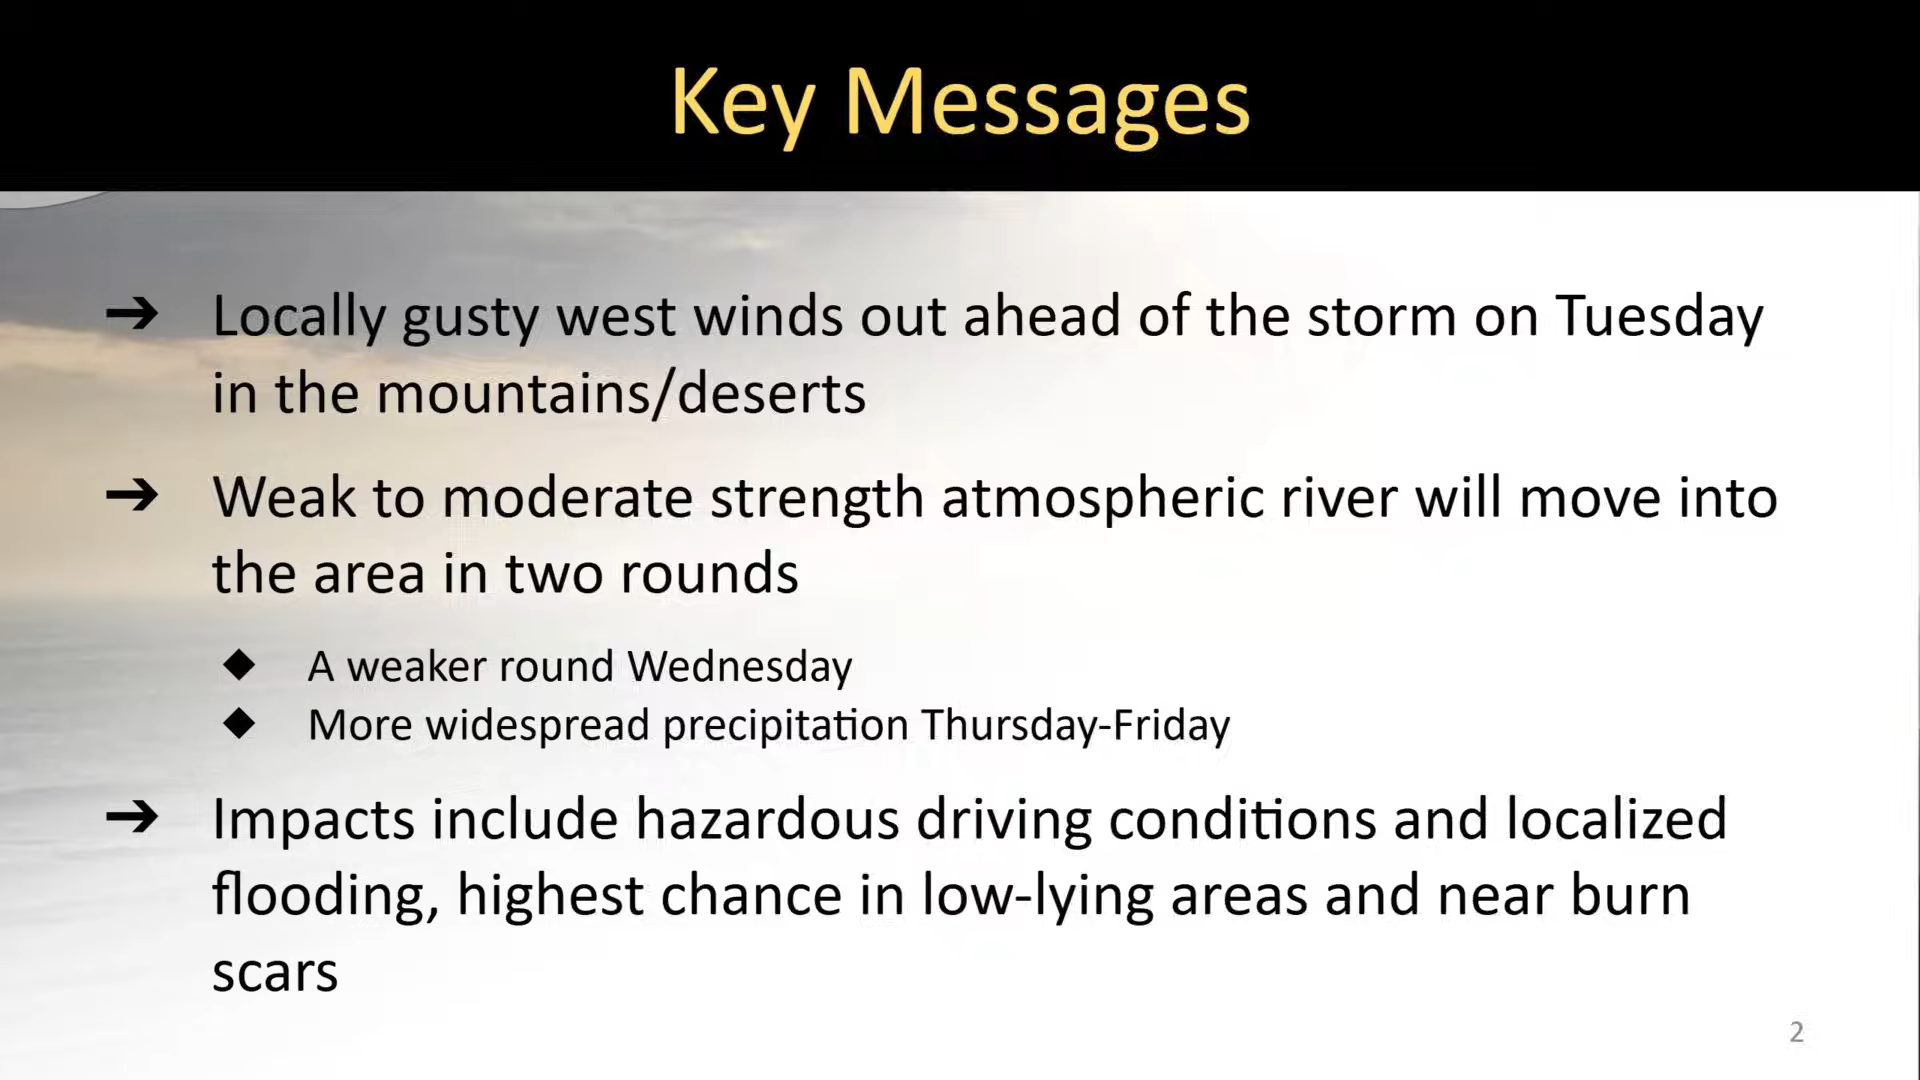 Key Messages
➔ Locally gusty west winds out ahead of the storm on Tuesday
in the mountains/deserts
➔ Weak to moderate strength atmospheric river will move into
the area in two rounds
◆ A weaker round Wednesday
◆ More widespread precipitation Thursday-Friday
➔ Impacts include hazardous driving conditions and localized
flooding, highest chance in low-lying areas and near burn
scars
2